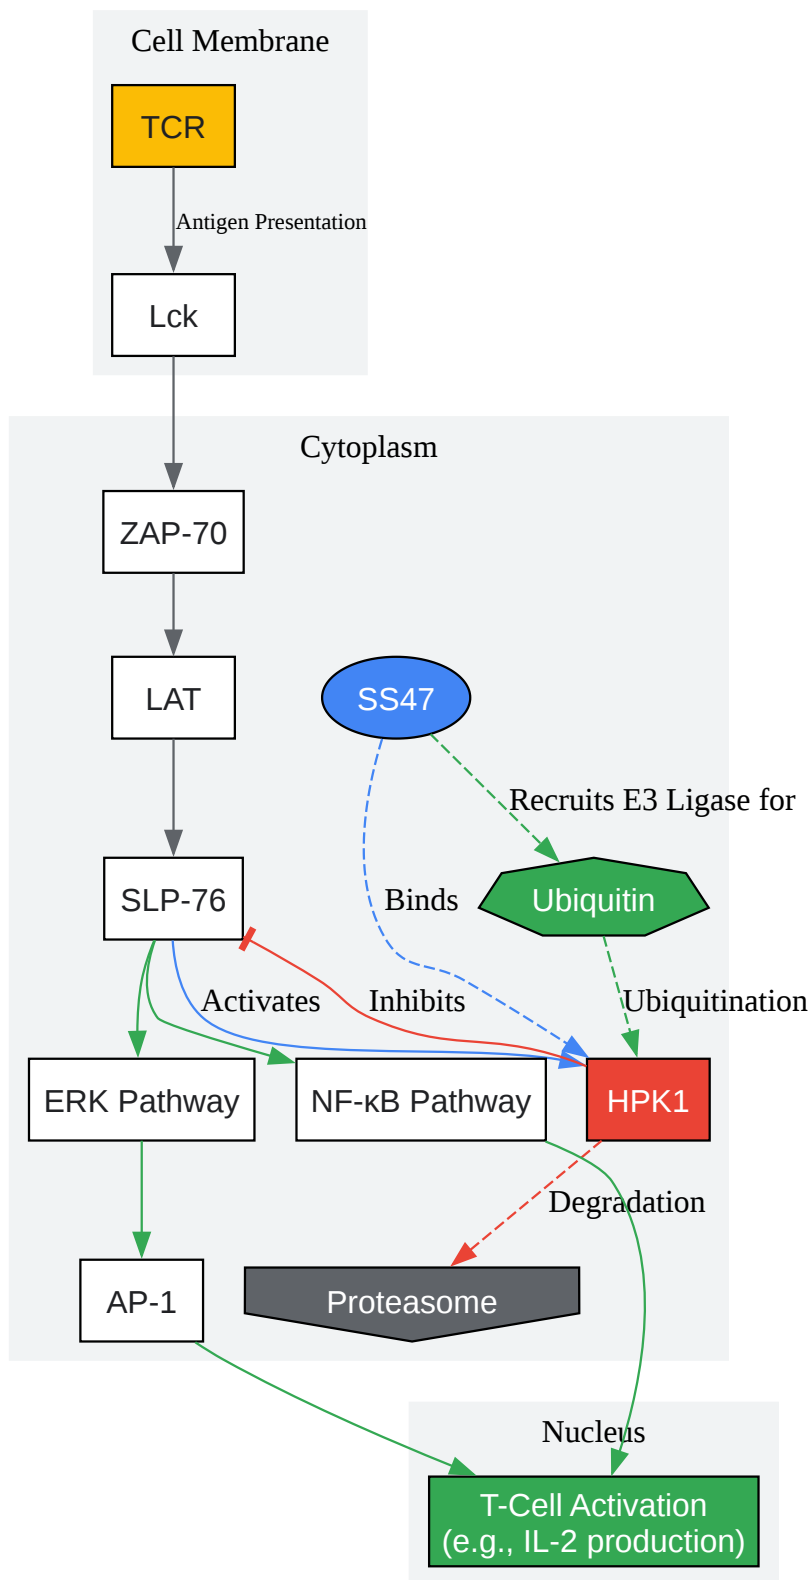 Cell Membrane
TCR
Antigen Presentation
Lck
Cytoplasm
ZAP-70
LAT
SS47
Recruits E3 Ligase for
SLP-76
Binds
Ubiquitin
Activates
Inhibits
Ubiquitination
ERK Pathway
NF-κB Pathway
HPK1
Degradation
AP-1
Proteasome
Nucleus
T-Cell Activation
(e.g., IL-2 production)